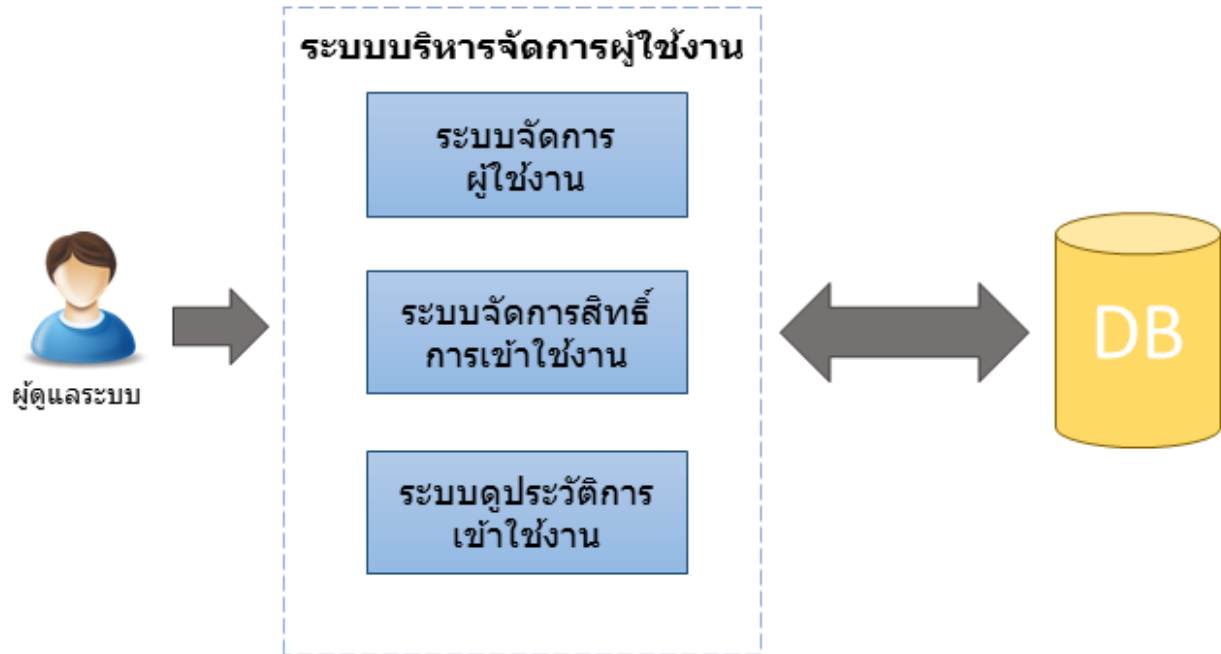 ระบบบริหารจัดการผู้ใช้งาน
ระบบจัดการ
ผู้ใช้งาน
ระบบจัดการสิทธิ์
การเข้าใช้งาน
ระบบดูประวัติการ
เข้าใช้งาน
ผู้ดูแลระบบ
DB